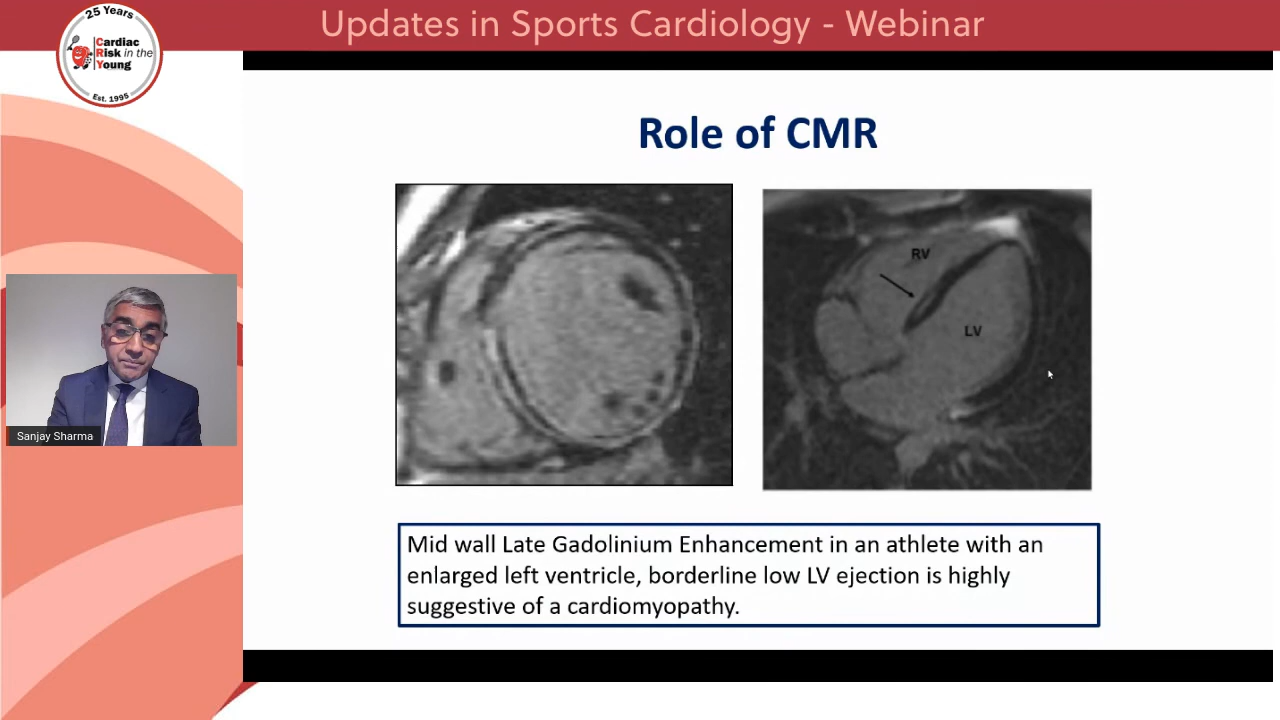 Updates in Sports Cardiology - Webinar
25 Years
Cardiac
Risk in the
Young
Est. 1995
Role of CMR
RV
LV
Sanjay Sharma
Mid wall Late Gadolinium Enhancement in an athlete with an
enlarged left ventricle, borderline low LV ejection is highly
suggestive of a cardiomyopathy.